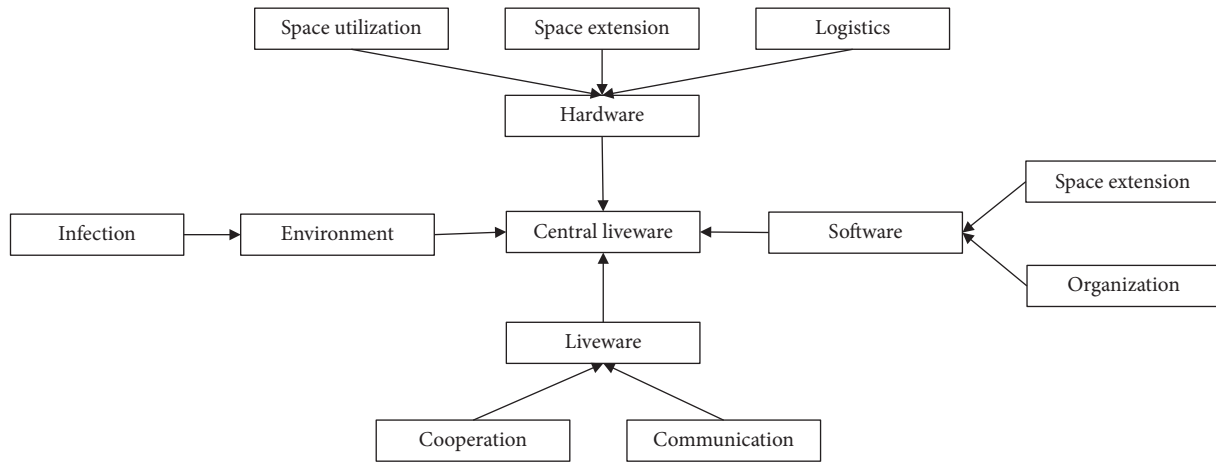 Space utilization
Space extension
Logistics
Hardware
Space extension
Infection
Environment
Central liveware
Software
Organization
Liveware
Cooperation
Communication